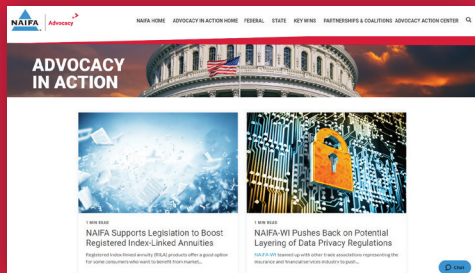 NAIFA
Advocacy
NAIFA HOME ADVOCACY IN ACTION HOME FEDERAL STATE KEY WINS PARTNERSHIPS & COALITIONS ADVOCACY ACTION CENTER
ADVOCACY
IN ACTION
1 MIN READ
NAIFA Supports Legislation to Boost
Registered Index-Linked Annuities
Registered index-linked annuity (RILA) products offer a good option
for some consumers who want to benefit from market...
1 MIN READ
NAIFA-WI Pushes Back on Potential
Layering of Data Privacy Regulations
NAIFA-WI teamed up with other trade associations representing the
insurance and financial services industry to push...
Chat